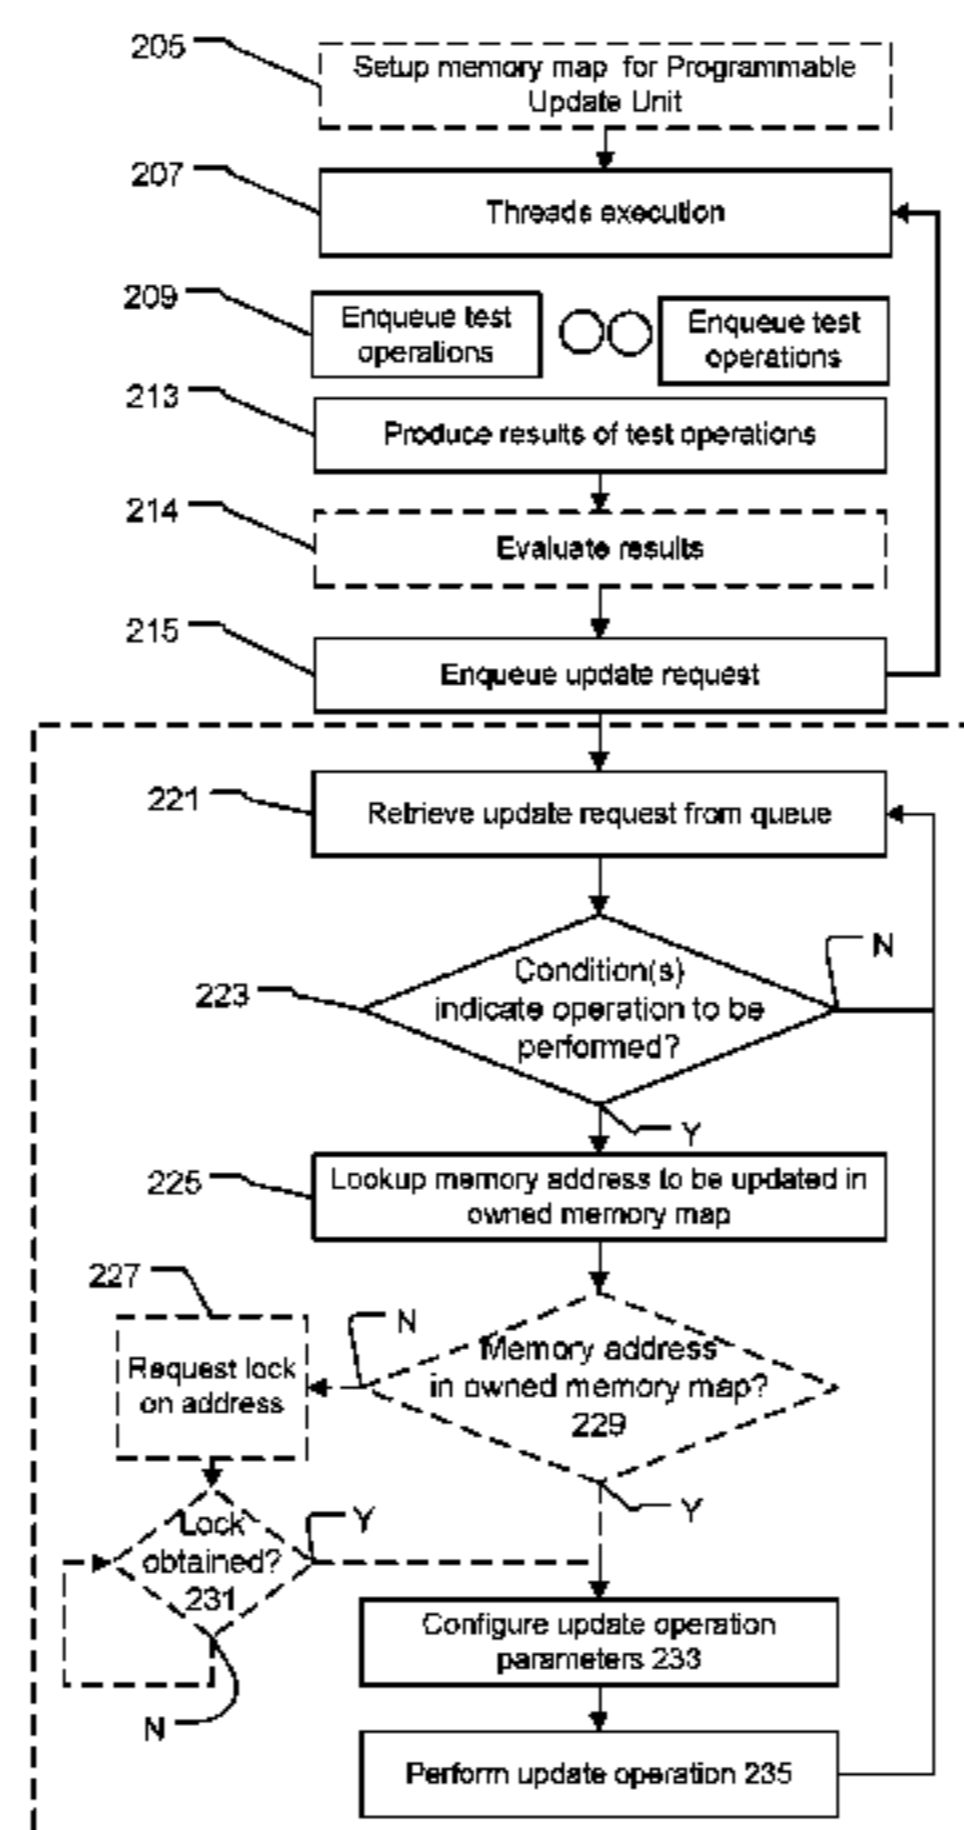 205
Setup memory map for Programmable
Update Unit
207
Threads execution
209
Enqueue test
operations
Enqueue test
operations
213
Produce results of test operations
214
Evaluate results
215
Enqueue update request
221
Retrieve update request from queue
N
223
Condition(s)
indicate operation to be
performed?
Y
225
Lookup memory address to be updated in
owned memory map
227
N
Request lock
on address
Memory address
in owned memory map?
229
Y
Y
Lock
obtained?
231
N
Configure update operation
parameters 233
Perform update operation 235